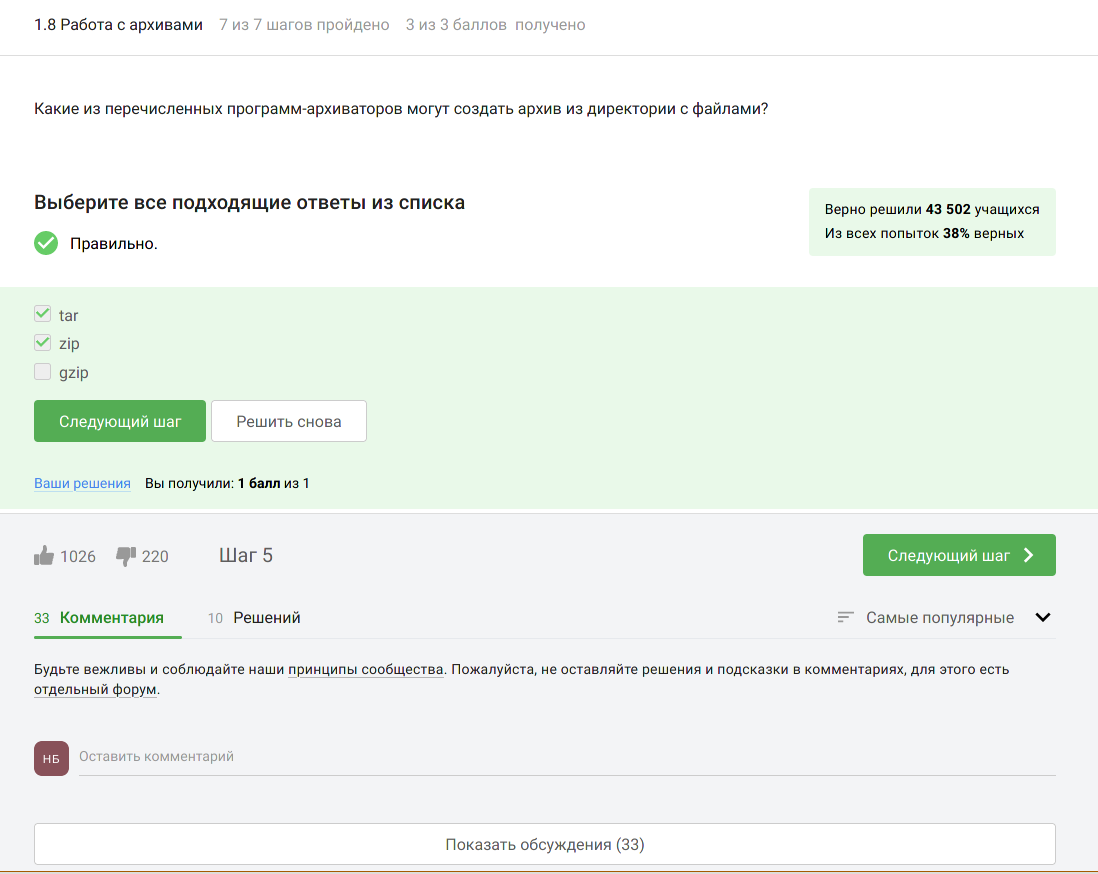 1.8 Работа с архивами 7 из 7 шагов пройдено 3 из 3 баллов получено
Какие из перечисленных программ-архиваторов могут создать архив из директории с файлами?
Выберите все подходящие ответы из списка
Верно решили 43 502 учащихся
Из всех попыток 38% верных
Правильно.
tar
zip
gzip
Следующий шаг Решить снова
Ваши решения Вы получили: 1 балл из 1
1026 220 Шаг 5 Следующий шаг
33 Комментария 10 Решений Самые популярные
Будьте вежливы и соблюдайте наши принципы сообщества. Пожалуйста, не оставляйте решения и подсказки в комментариях, для этого есть
отдельный форум.
НБ Оставить комментарий
Показать обсуждения (33)